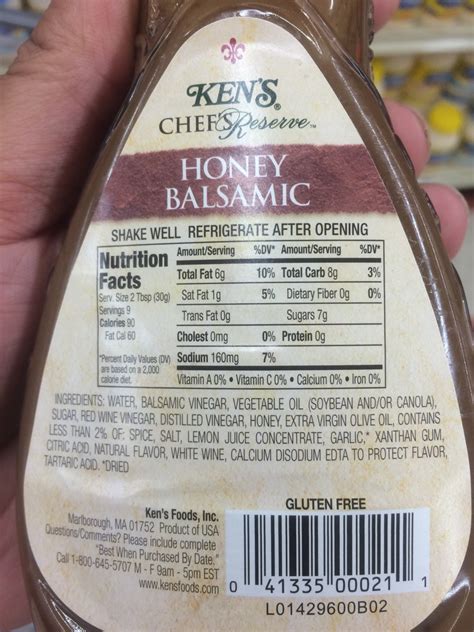 KEN'S®
CHEF'S Reserve™
HONEY
BALSAMIC
SHAKE WELL REFRIGERATE AFTER OPENING
Nutrition
Facts
Serv. Size 2 Tbsp (30g)
Servings 9
Calories 90
Fat Cal 60
*Percent Daily Values (DV)
are based on a 2,000
calorie diet.
Amount/Serving %DV* Amount/Serving %DV*
Total Fat 6g 10% Total Carb 8g 3%
Sat Fat 1g 5% Dietary Fiber 0g 0%
Trans Fat 0g Sugars 7g
Cholest 0mg 0% Protein 0g
Sodium 160mg 7%
Vitamin A 0% • Vitamin C 0% • Calcium 0% • Iron 0%
INGREDIENTS: WATER, BALSAMIC VINEGAR, VEGETABLE OIL (SOYBEAN AND/OR CANOLA),
SUGAR, RED WINE VINEGAR, DISTILLED VINEGAR, HONEY, EXTRA VIRGIN OLIVE OIL, CONTAINS
LESS THAN 2% OF: SPICE, SALT, LEMON JUICE CONCENTRATE, GARLIC,* XANTHAN GUM,
CITRIC ACID, NATURAL FLAVOR, WHITE WINE, CALCIUM DISODIUM EDTA TO PROTECT FLAVOR,
TARTARIC ACID. *DRIED
Ken's Foods, Inc.
Marlborough, MA 01752 Product of USA
Questions/Comments? Please include complete
"Best When Purchased By Date."
Call 1-800-645-5707 M - F 9am - 5pm EST
www.kensfoods.com
GLUTEN FREE
0 41335 00021 1
L01429600B02